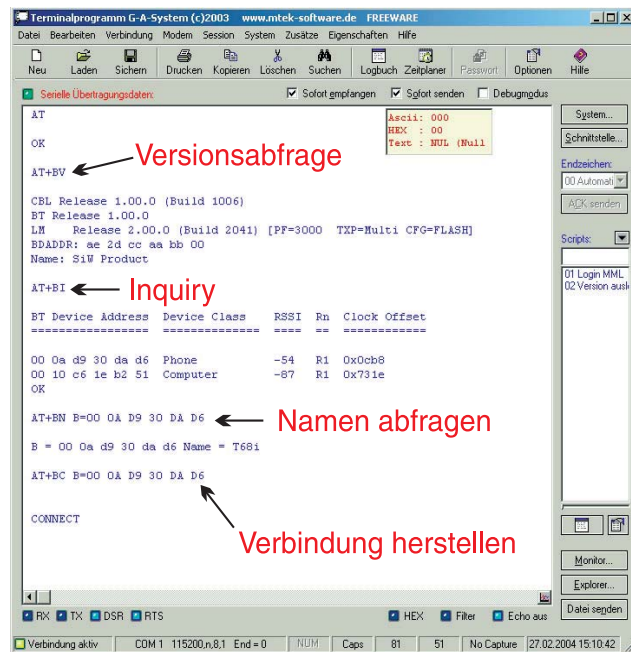 Terminalprogramm G-A-System (c)2003 www.mtek-software.de FREEWARE
Datei Bearbeiten Verbindung Modem Session System Zusätze Eigenschaften Hilfe
Neu Laden Sichern Drucken Kopieren Löschen Suchen Logbuch Zeitplaner Passwort Optionen Hilfe
Serielle Übertragungsdaten: Sofort empfangen Sofort senden Debugmodus
AT
Ascii: 000
HEX : 00
Text : NUL (Null
OK
Versionsabfrage
AT+BV
CBL Release 1.00.0 (Build 1006)
BT Release 1.00.0
LM Release 2.00.0 (Build 2041) [PF=3000 TXP=Multi CFG=FLASH]
BDADDR: ae 2d cc aa bb 00
Name: SiW Product
AT+BI
Inquiry
BT Device Address Device Class RSSI Rn Clock Offset
================= ============== ==== == ============
00 0a d9 30 da d6 Phone -54 R1 0x0cb8
00 10 c6 1e b2 51 Computer -87 R1 0x731e
OK
AT+BN B=00 0A D9 30 DA D6
Namen abfragen
B = 00 0a d9 30 da d6 Name = T68i
AT+BC B=00 0A D9 30 DA D6
CONNECT
Verbindung herstellen
System...
Schnittstelle...
Endzeichen:
00 Automati
ACK senden
Scripts:
01 Login MML
02 Version ausl
Monitor...
Explorer...
Datei senden
RX TX DSR RTS HEX Filter Echo aus
Verbindung aktiv COM 1 115200,n,8,1 End = 0 NUM Caps 81 51 No Capture 27.02.2004 15:10:42